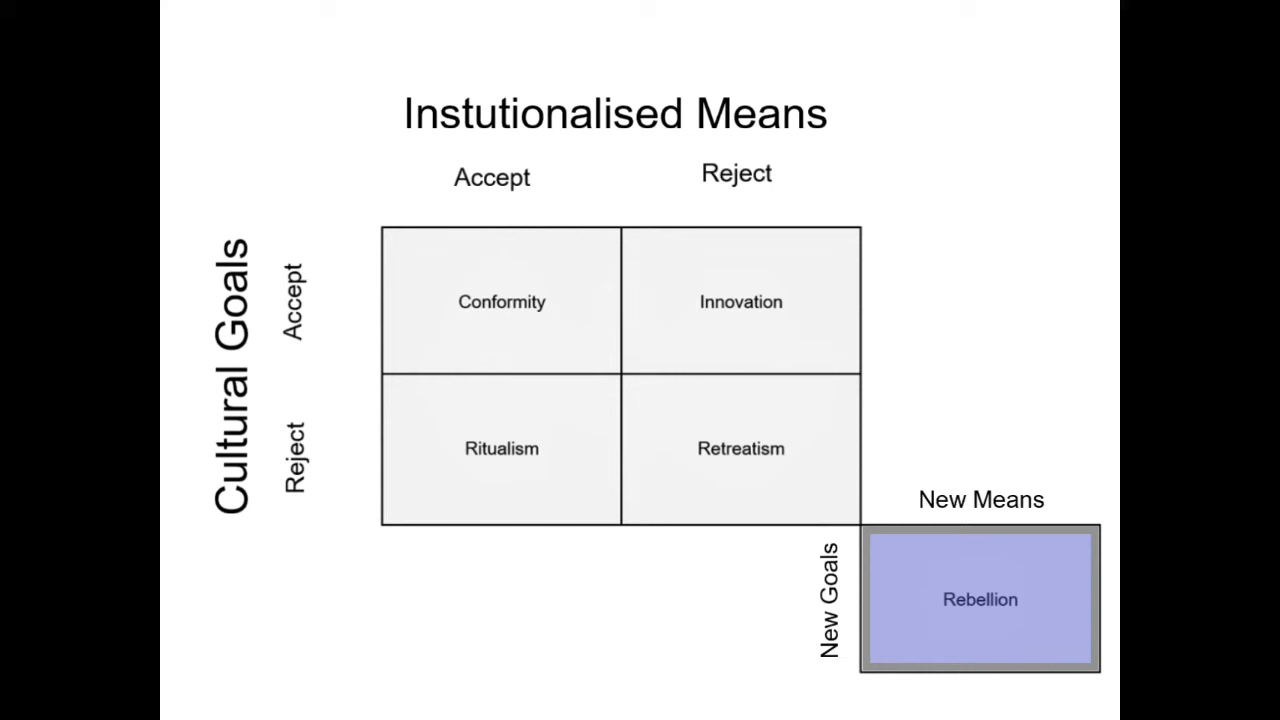 Instutionalised Means
Accept
Reject
Cultural Goals
Accept
Conformity
Innovation
Reject
Ritualism
Retreatism
New Means
New Goals
Rebellion